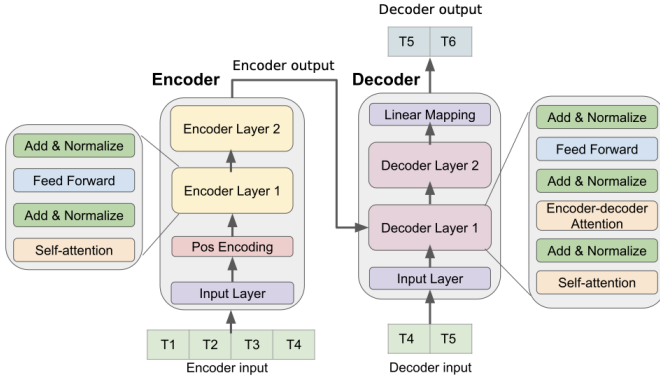 Decoder output
T5 T6
Encoder output
Encoder
Decoder
Add & Normalize
Feed Forward
Add & Normalize
Self-attention
Encoder Layer 2
Encoder Layer 1
Pos Encoding
Input Layer
T1 T2 T3 T4
Encoder input
Linear Mapping
Decoder Layer 2
Decoder Layer 1
Input Layer
T4 T5
Decoder input
Add & Normalize
Feed Forward
Add & Normalize
Encoder-decoder
Attention
Add & Normalize
Self-attention